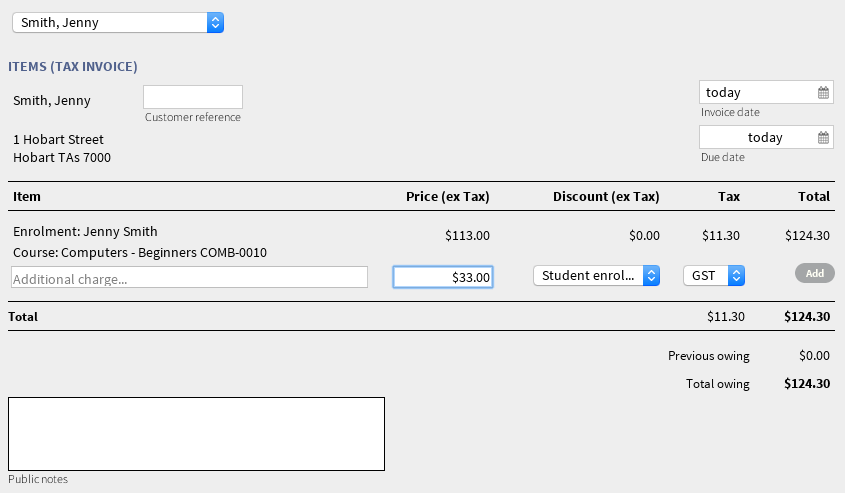 Smith, Jenny
ITEMS (TAX INVOICE)
Smith, Jenny
Customer reference
today
Invoice date
1 Hobart Street
Hobart TAs 7000
today
Due date
Item Price (ex Tax) Discount (ex Tax) Tax Total
Enrolment: Jenny Smith
Course: Computers - Beginners COMB-0010
$113.00 $0.00 $11.30 $124.30
Additional charge... $33.00 Student enrol... GST Add
Total $11.30 $124.30
Previous owing $0.00
Total owing $124.30
Public notes